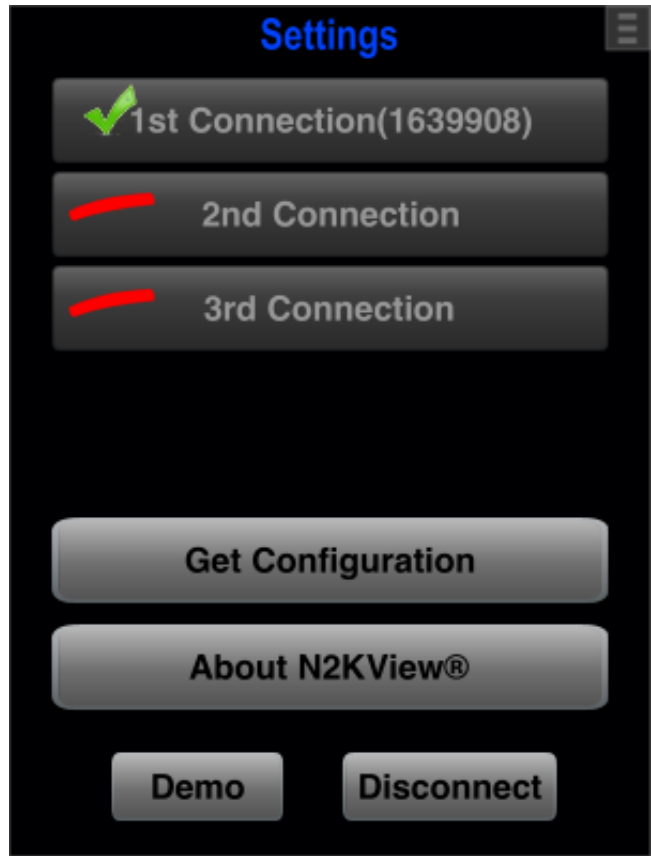 Settings
1st Connection(1639908)
2nd Connection
3rd Connection
Get Configuration
About N2KView®
Demo
Disconnect